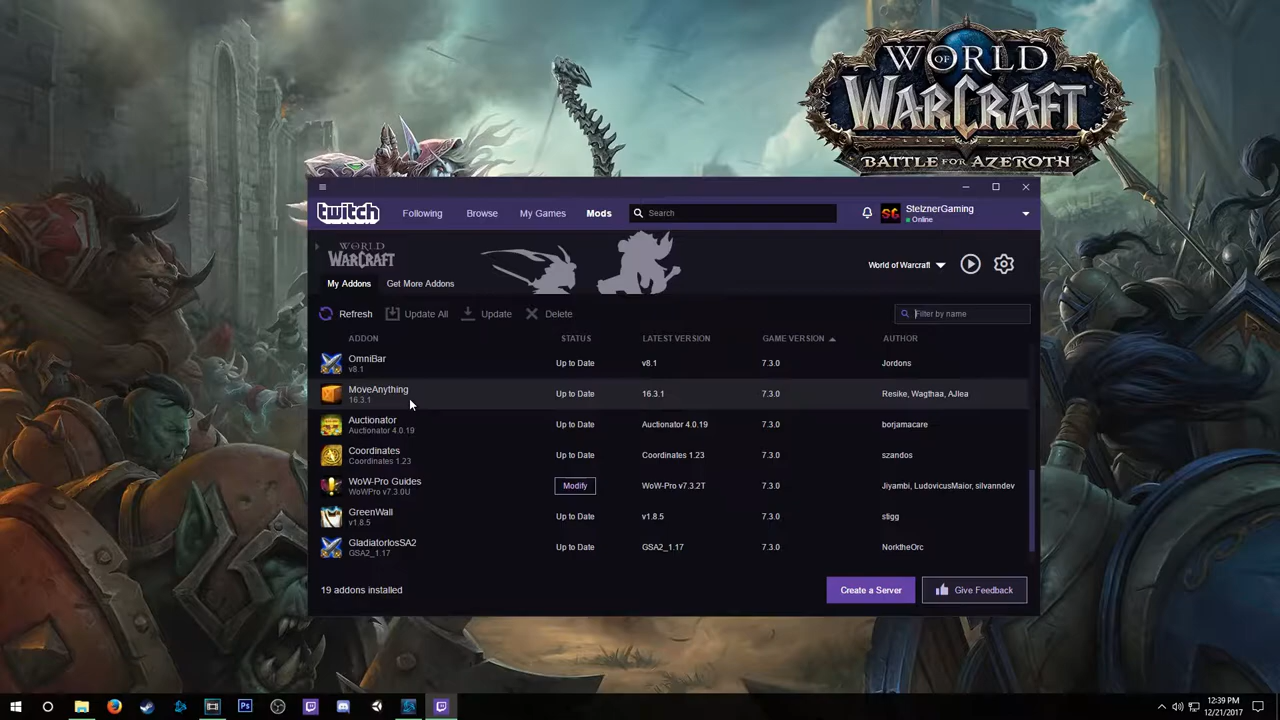 WORLD
OF
WARCRAFT
BATTLE FOR AZEROTH
twitch
Following
Browse
My Games
Mods
Search
SG
StelznerGaming
Online
WORLD
OF
WARCRAFT
World of Warcraft
My Addons
Get More Addons
Refresh
Update All
Update
Delete
Filter by name
ADDON
STATUS
LATEST VERSION
GAME VERSION
AUTHOR
OmniBar
v8.1
Up to Date
v8.1
7.3.0
Jordons
MoveAnything
16.3.1
Up to Date
16.3.1
7.3.0
Resike, Wagthaa, AJlea
Auctionator
Auctionator 4.0.19
Up to Date
Auctionator 4.0.19
7.3.0
borjamacare
Coordinates
Coordinates 1.23
Up to Date
Coordinates 1.23
7.3.0
szandos
WoW-Pro Guides
WoWPro v7.3.0U
Modify
WoW-Pro v7.3.2T
7.3.0
Jiyambi, LudovicusMaior, silvanndev
GreenWall
v1.8.5
Up to Date
v1.8.5
7.3.0
stigg
GladiatorlosSA2
GSA2_1.17
Up to Date
GSA2_1.17
7.3.0
NorktheOrc
19 addons installed
Create a Server
Give Feedback
Ps
12:39 PM
12/21/2017